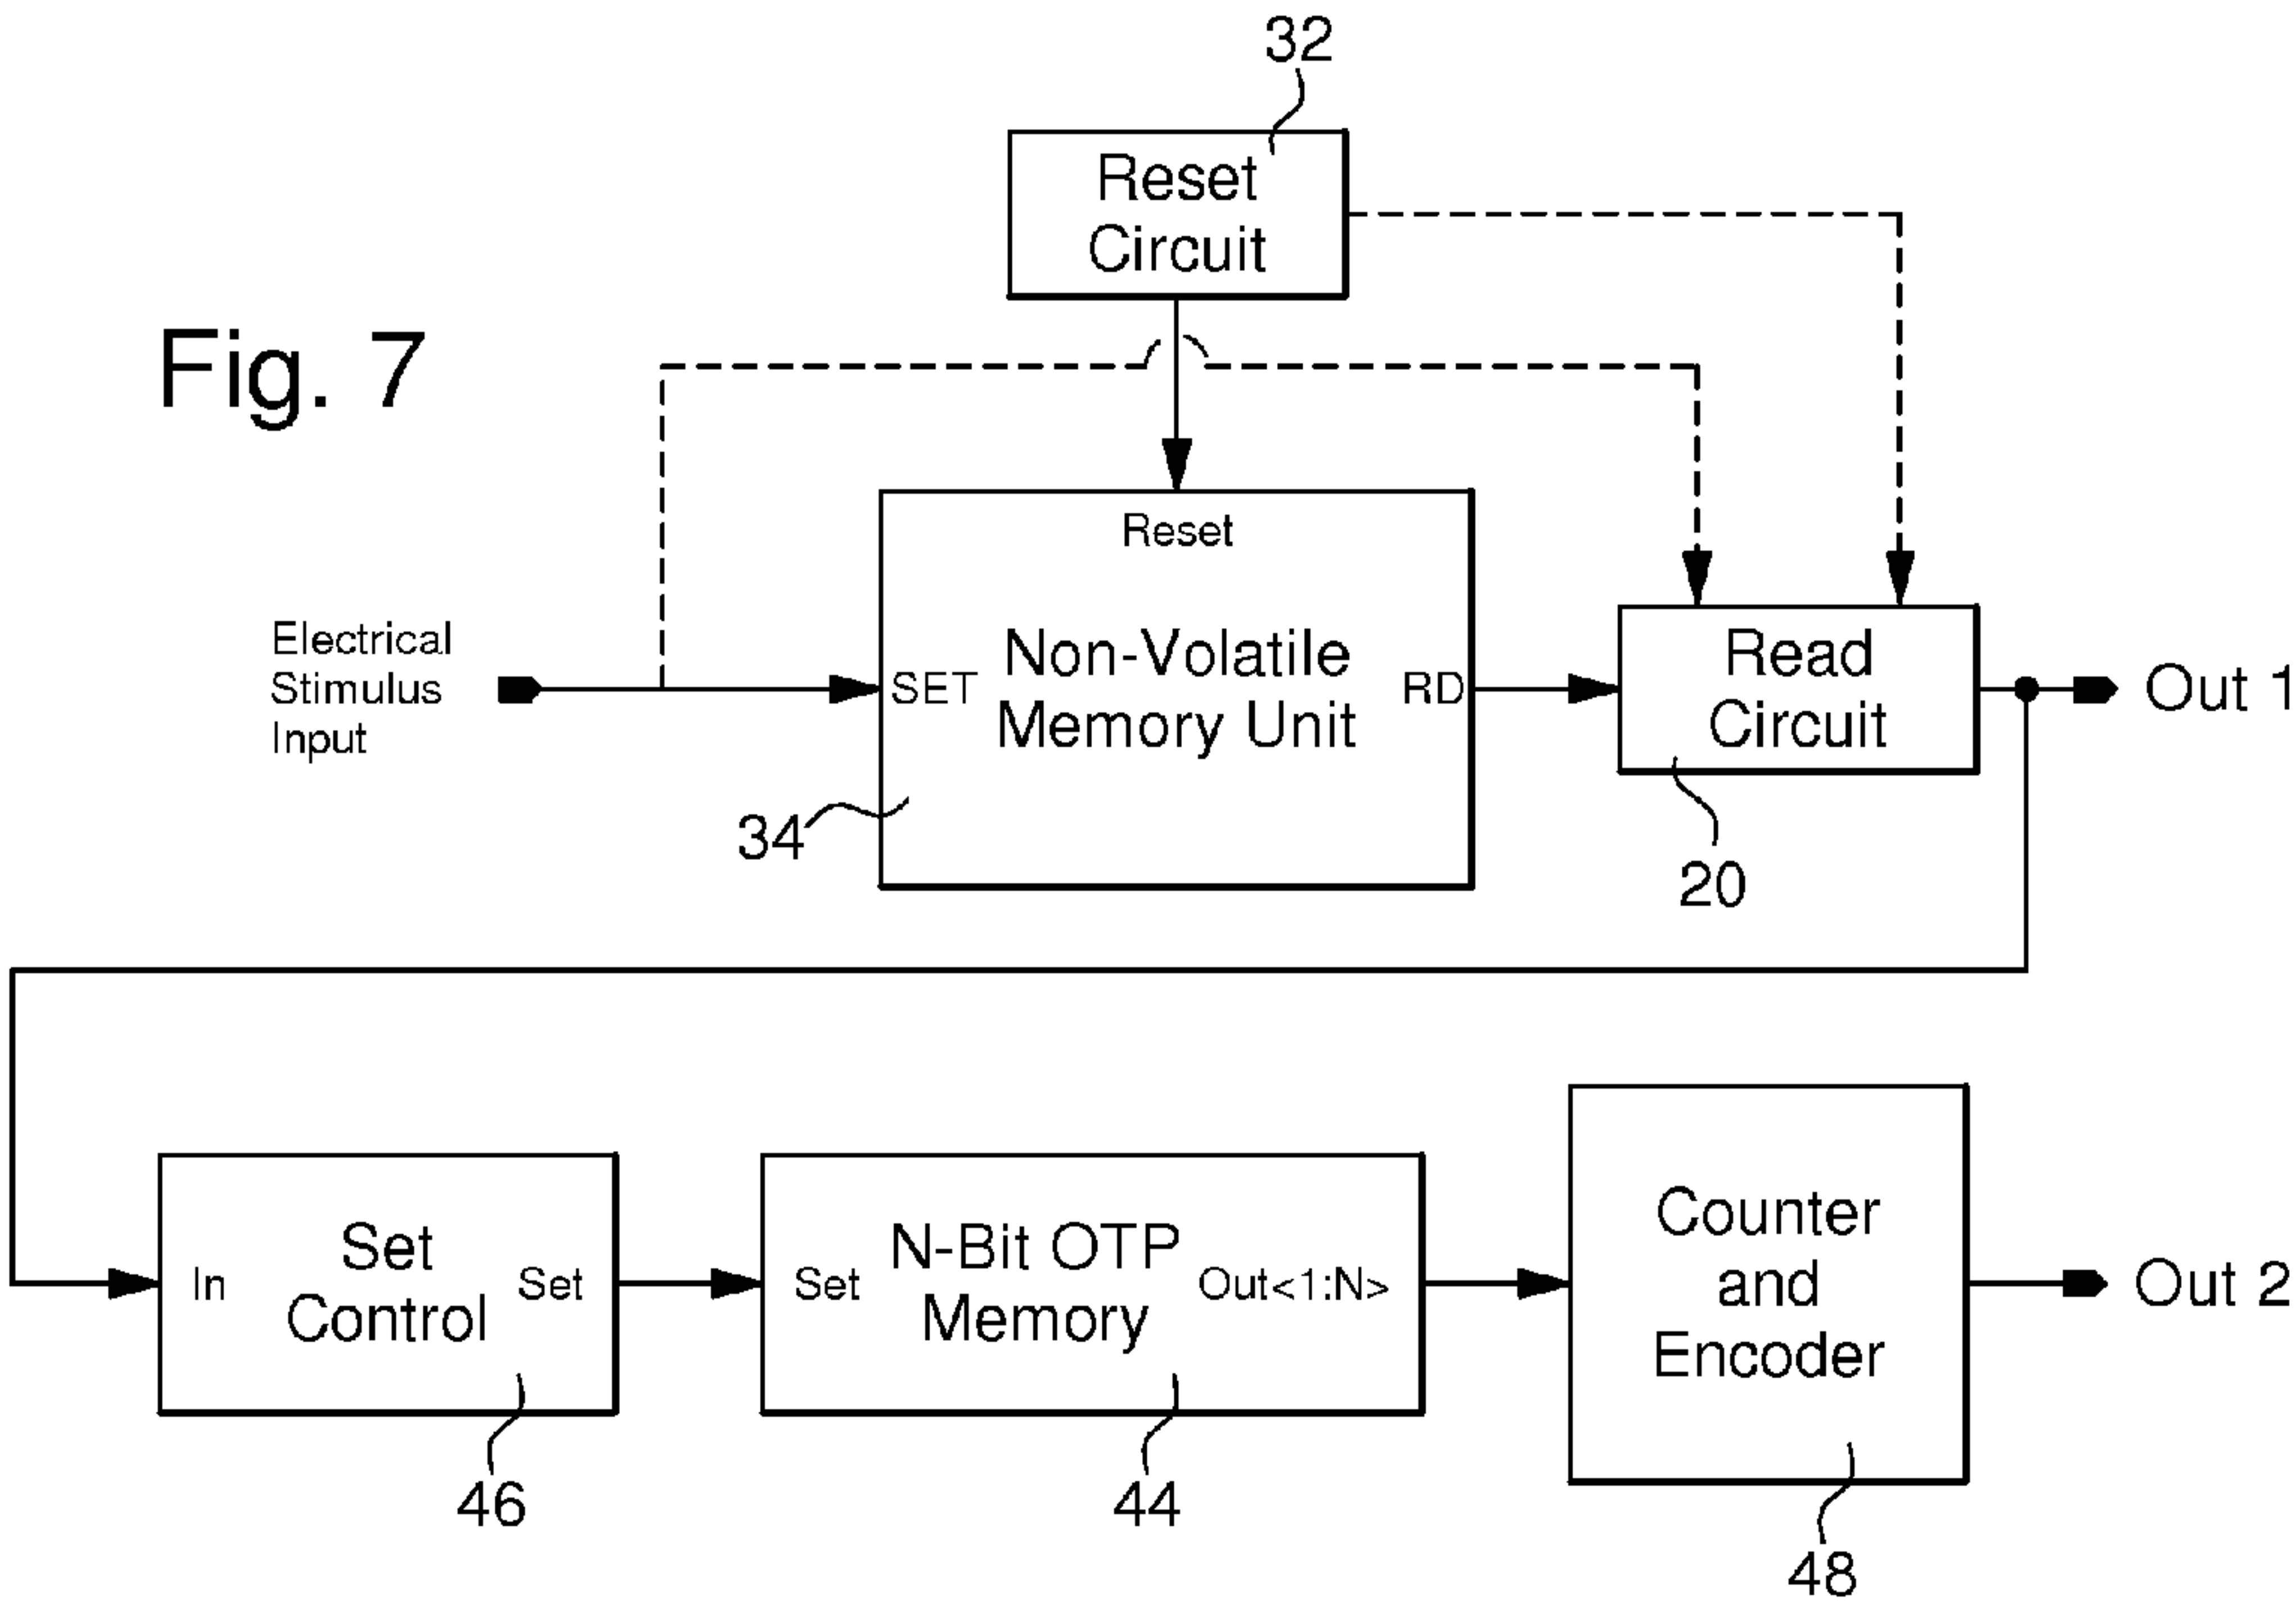 32
Reset
Circuit
Fig. 7
Reset
Electrical
Stimulus
Input
SET
Non-Volatile
Memory Unit
RD
Read
Circuit
Out 1
34
20
In
Set
Control
Set
Set
N-Bit OTP
Memory
Out<1:N>
Counter
and
Encoder
Out 2
46
44
48